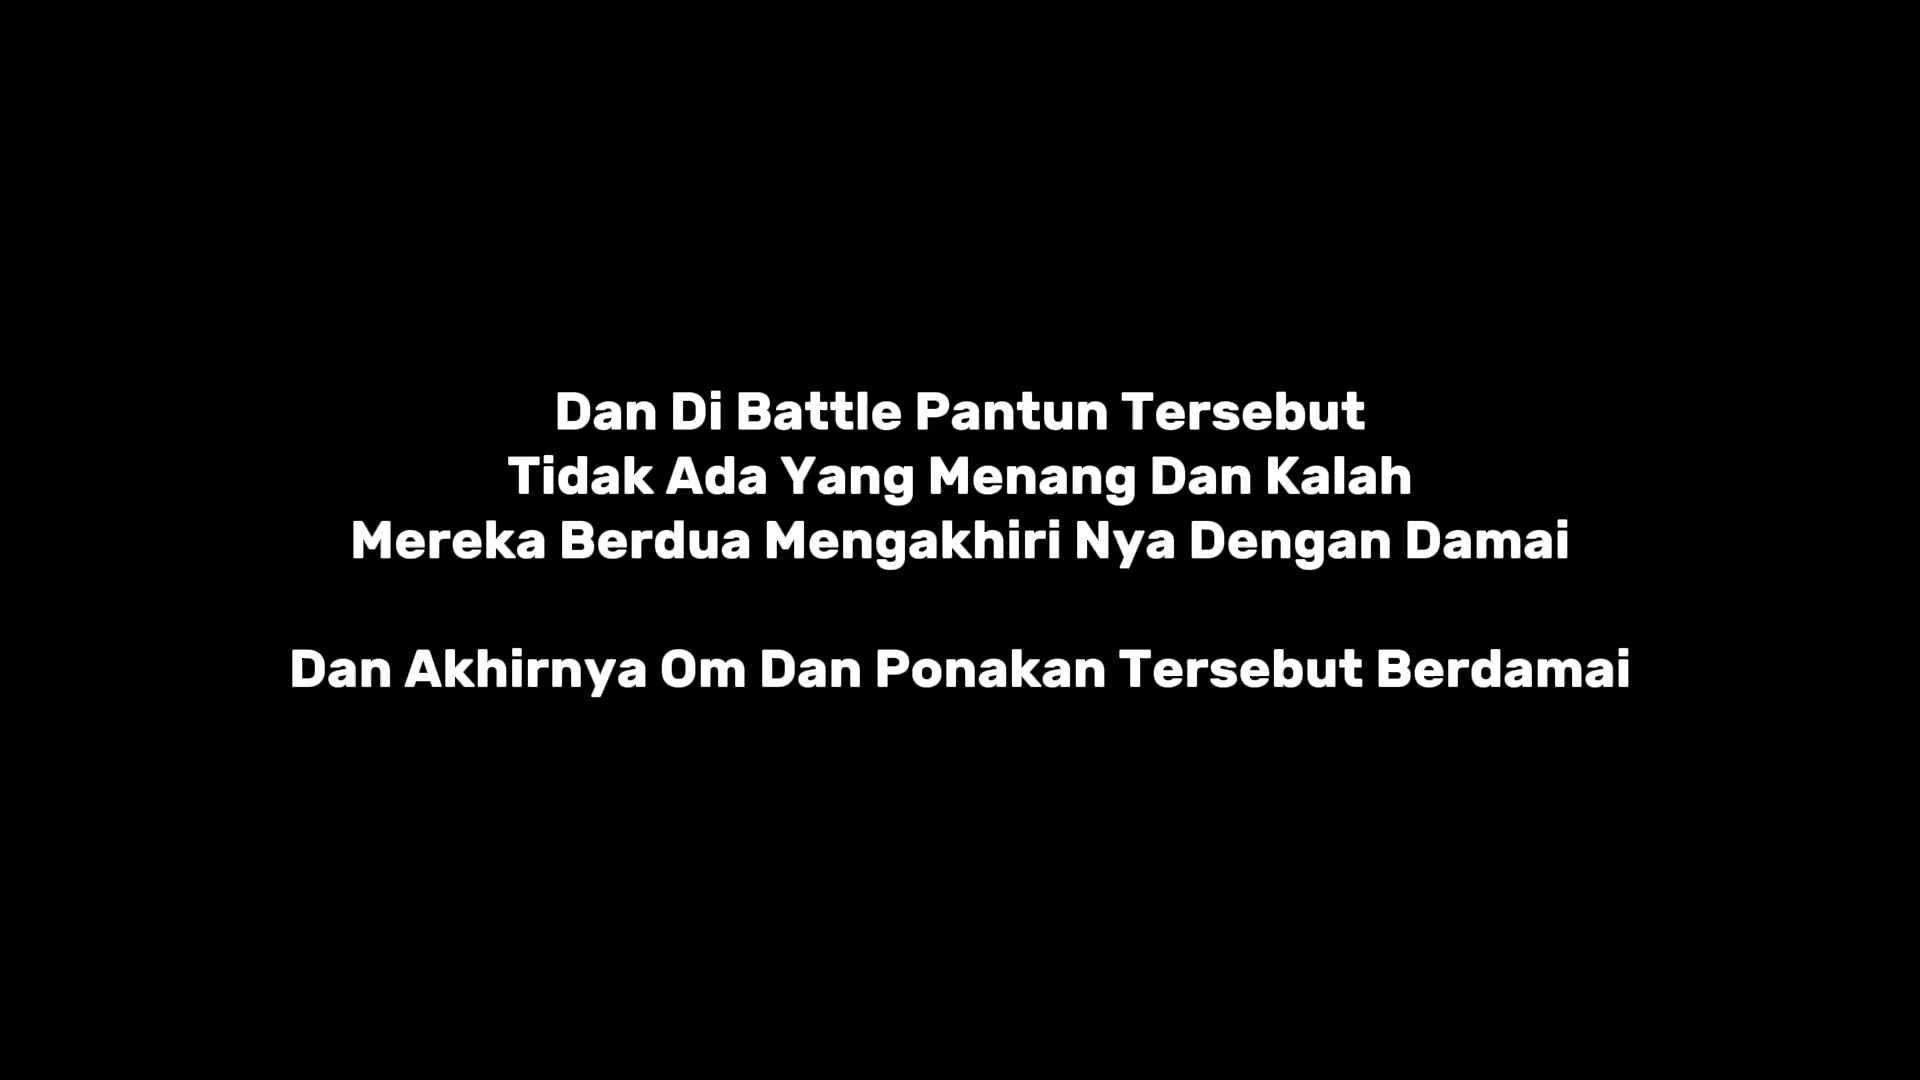 Dan Di Battle Pantun Tersebut
Tidak Ada Yang Menang Dan Kalah
Mereka Berdua Mengakhiri Nya Dengan Damai
Dan Akhirnya Om Dan Ponakan Tersebut Berdamai